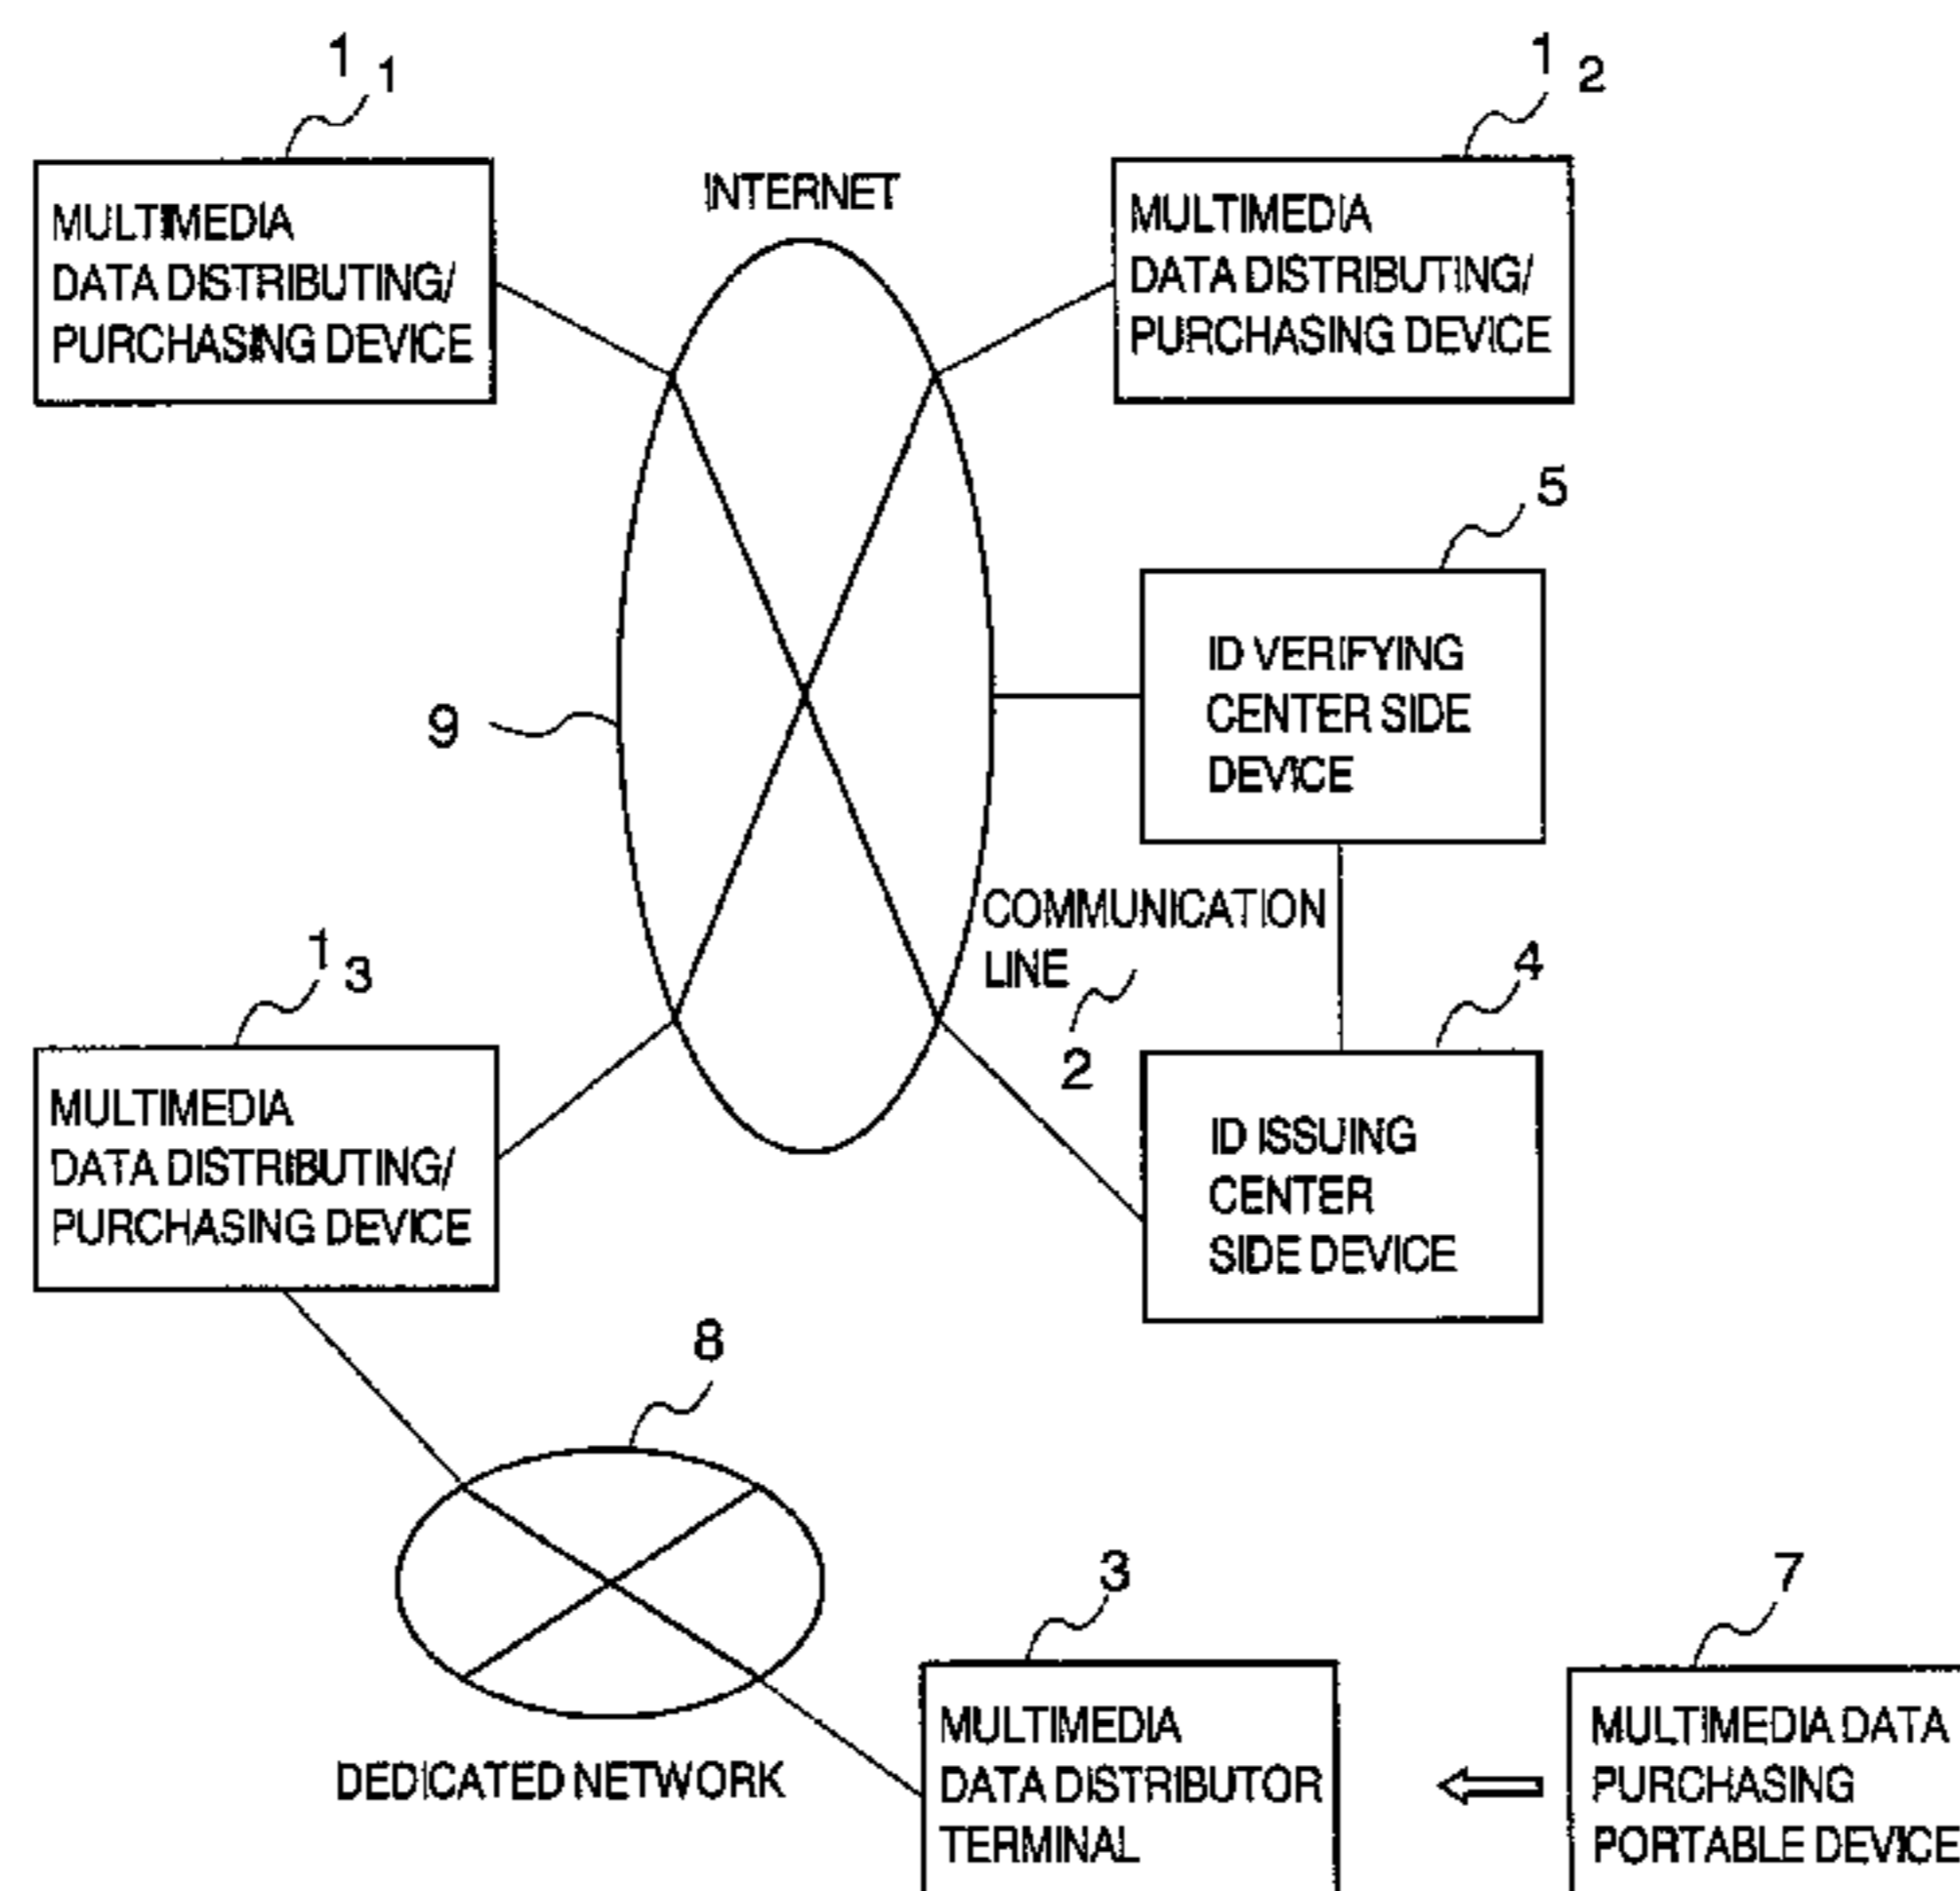 1 1
1 2
INTERNET
MULTIMEDIA
DATA DISTRIBUTING/
PURCHASING DEVICE
MULTIMEDIA
DATA DISTRIBUTING/
PURCHASING DEVICE
5
ID VERIFYING
CENTER SIDE
DEVICE
9
COMMUNICATION
LINE
2
1 3
4
MULTIMEDIA
DATA DISTRIBUTING/
PURCHASING DEVICE
ID ISSUING
CENTER
SIDE DEVICE
8
DEDICATED NETWORK
3
MULTIMEDIA
DATA DISTRIBUTOR
TERMINAL
7
MULTIMEDIA DATA
PURCHASING
PORTABLE DEVICE